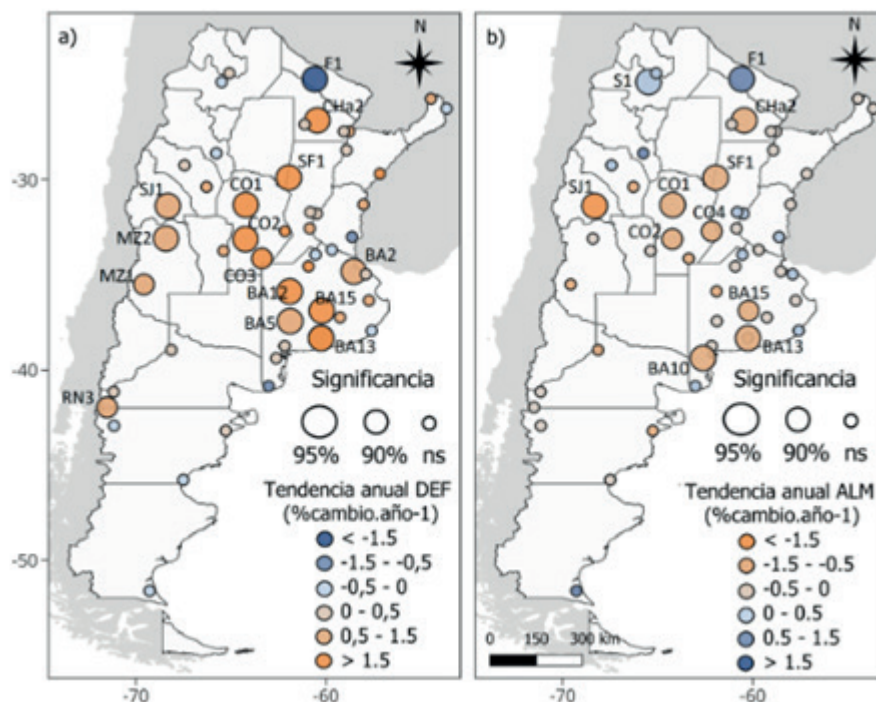 a)
N
F1
CHa2
SF1
SJ1
CO1
CO2
MZ2
CO3
BA2
MZ1
BA12
BA15
BA5
BA13
RN3
-30
-40
-50
-70
-60
Significancia
95% 90% ns
Tendencia anual DEF
(%cambio.año-1)
< -1.5
-1.5 - -0,5
-0,5 - 0
0 - 0,5
0,5 - 1.5
> 1.5
b)
N
S1
F1
CHa2
SF1
SJ1
CO1
CO4
CO2
BA15
BA13
BA10
Significancia
95% 90% ns
Tendencia anual ALM
(%cambio.año-1)
< -1.5
-1.5 - -0.5
-0.5 - 0
0 - 0.5
0.5 - 1.5
> 1.5
0 150 300 km
-70
-60